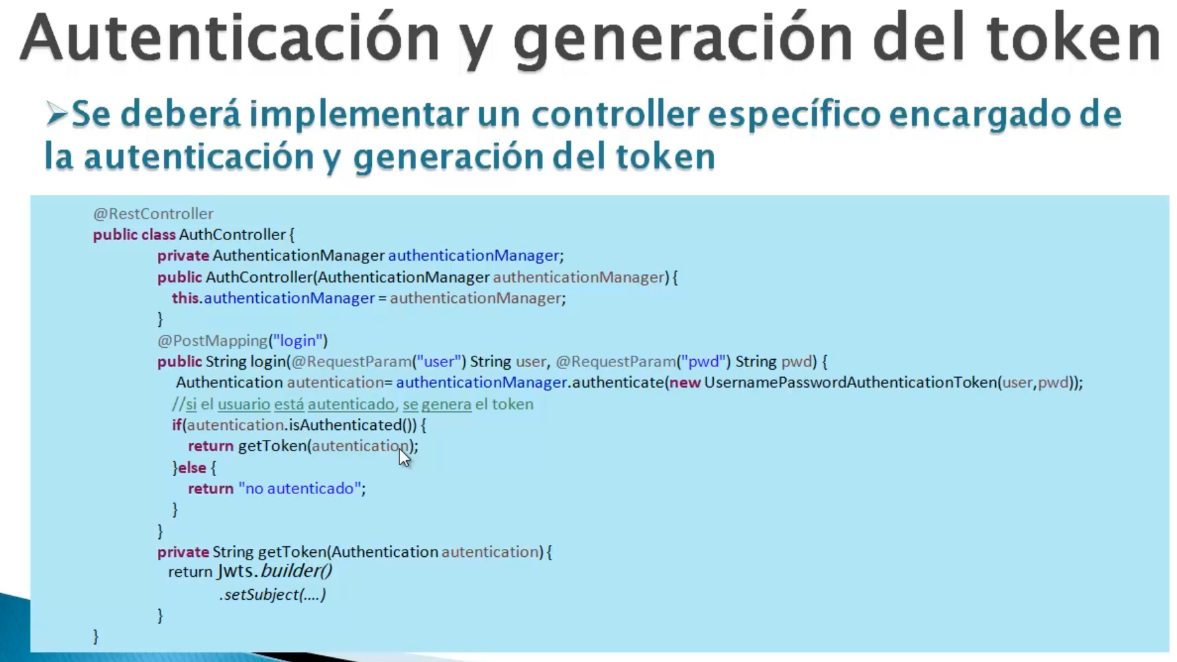 Autenticación y generación del token
➢Se deberá implementar un controller específico encargado de
la autenticación y generación del token
@RestController
public class AuthController {
private AuthenticationManager authenticationManager;
public AuthController(AuthenticationManager authenticationManager) {
this.authenticationManager = authenticationManager;
}
@PostMapping("login")
public String login(@RequestParam("user") String user, @RequestParam("pwd") String pwd) {
Authentication autentication= authenticationManager.authenticate(new UsernamePasswordAuthenticationToken(user,pwd));
//si el usuario está autenticado, se genera el token
if(autentication.isAuthenticated()) {
return getToken(autentication);
}else {
return "no autenticado";
}
}
private String getToken(Authentication autentication) {
return Jwts.builder()
.setSubject(....)
}
}